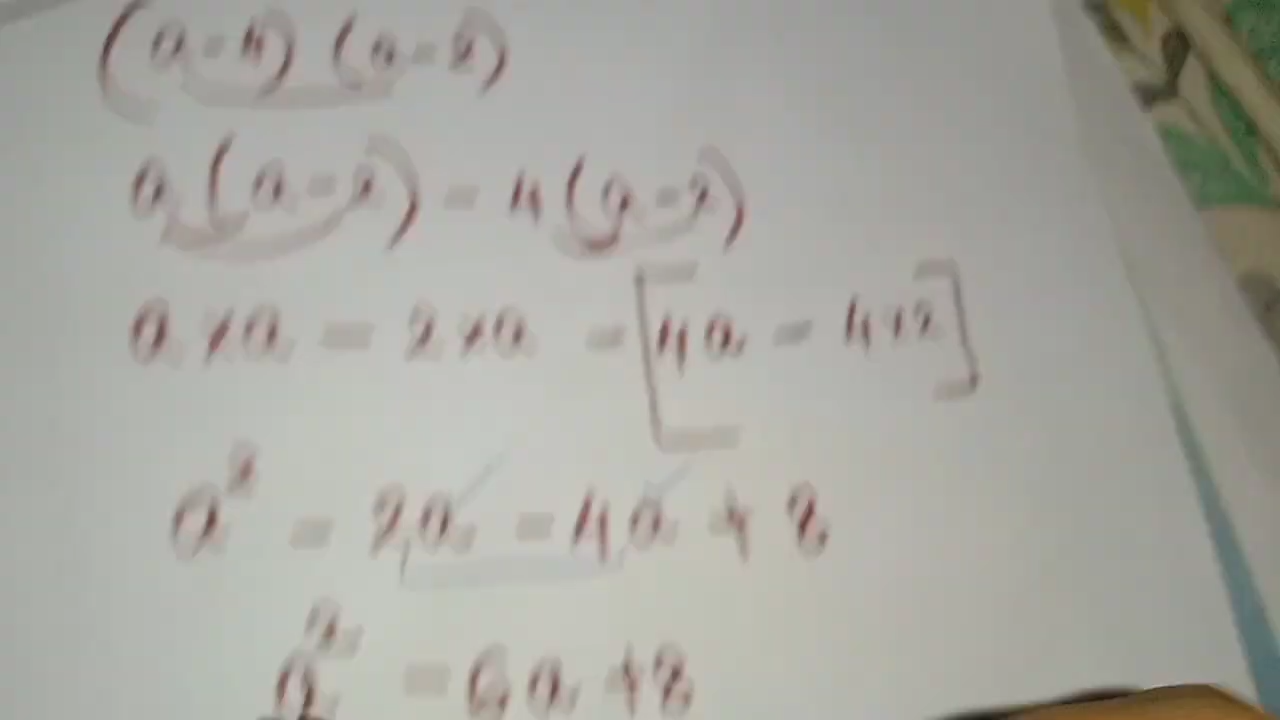 (a-4) (a-2)
a(a-2) - 4(a-2)
a×a - 2×a - [4a - 4×2]
a² - 2a - 4a + 8
a² - 6a +8